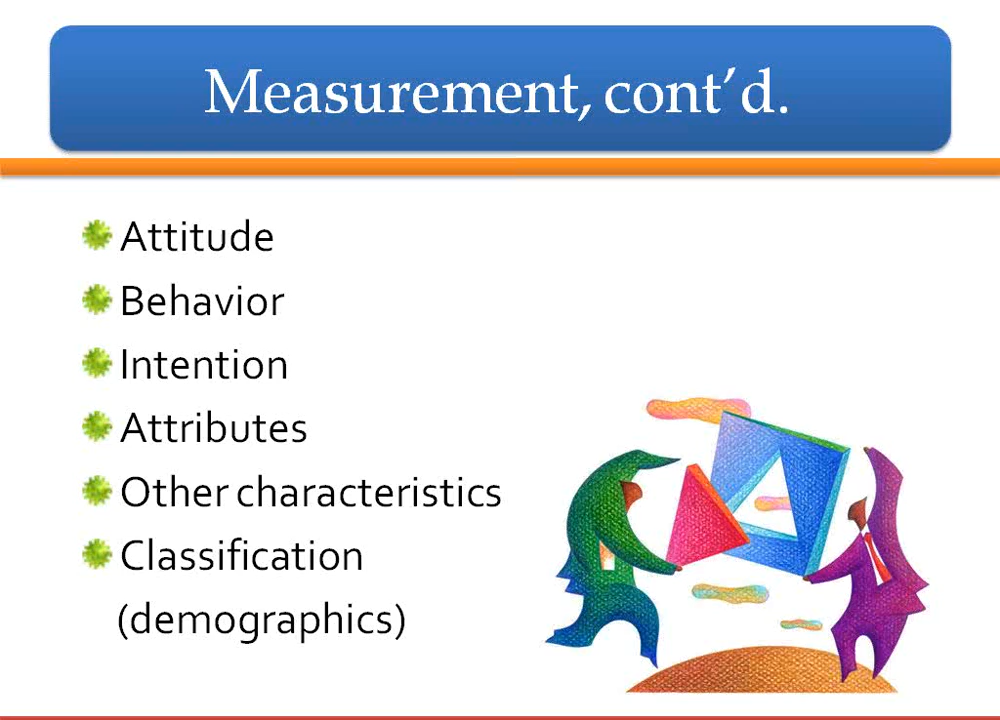 Measurement, cont’d.
Attitude
Behavior
Intention
Attributes
Other characteristics
Classification
(demographics)